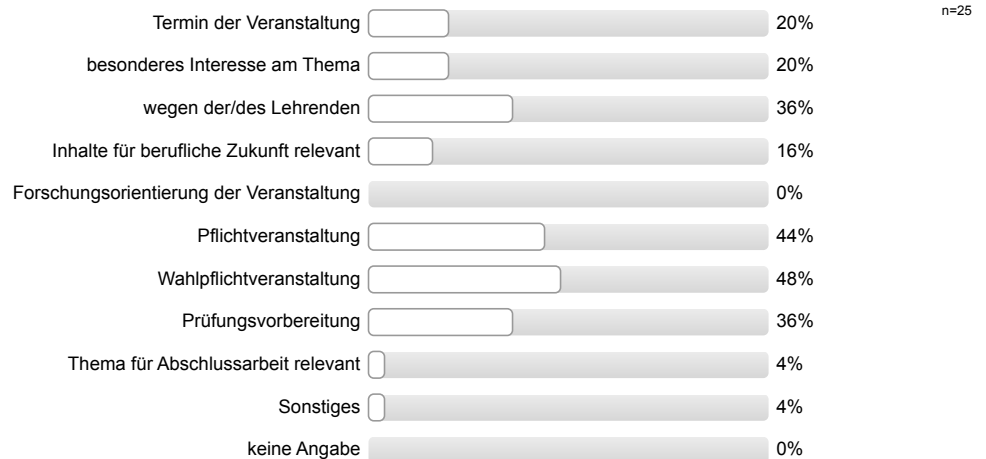 Termin der Veranstaltung 20% n=25
besonderes Interesse am Thema 20%
wegen der/des Lehrenden 36%
Inhalte für berufliche Zukunft relevant 16%
Forschungsorientierung der Veranstaltung 0%
Pflichtveranstaltung 44%
Wahlpflichtveranstaltung 48%
Prüfungsvorbereitung 36%
Thema für Abschlussarbeit relevant 4%
Sonstiges 4%
keine Angabe 0%